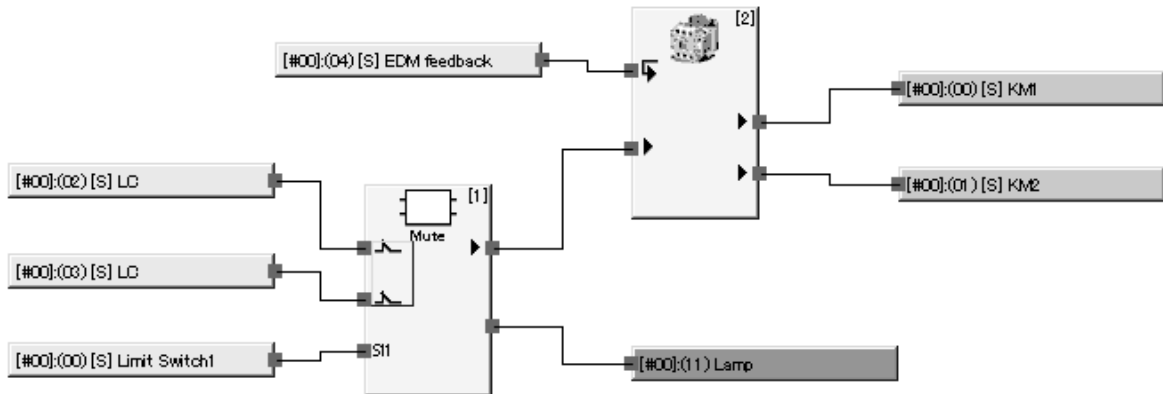 [2]
[#00]:(04) [S] EDM feedback
[#00]:(00) [S] KM1
[#00]:(02) [S] LC
[#00]:(01) [S] KM2
[1]
Mute
[#00]:(03) [S] LC
[#00]:(00) [S] Limit Switch1
S11
[#00]:(11) Lamp